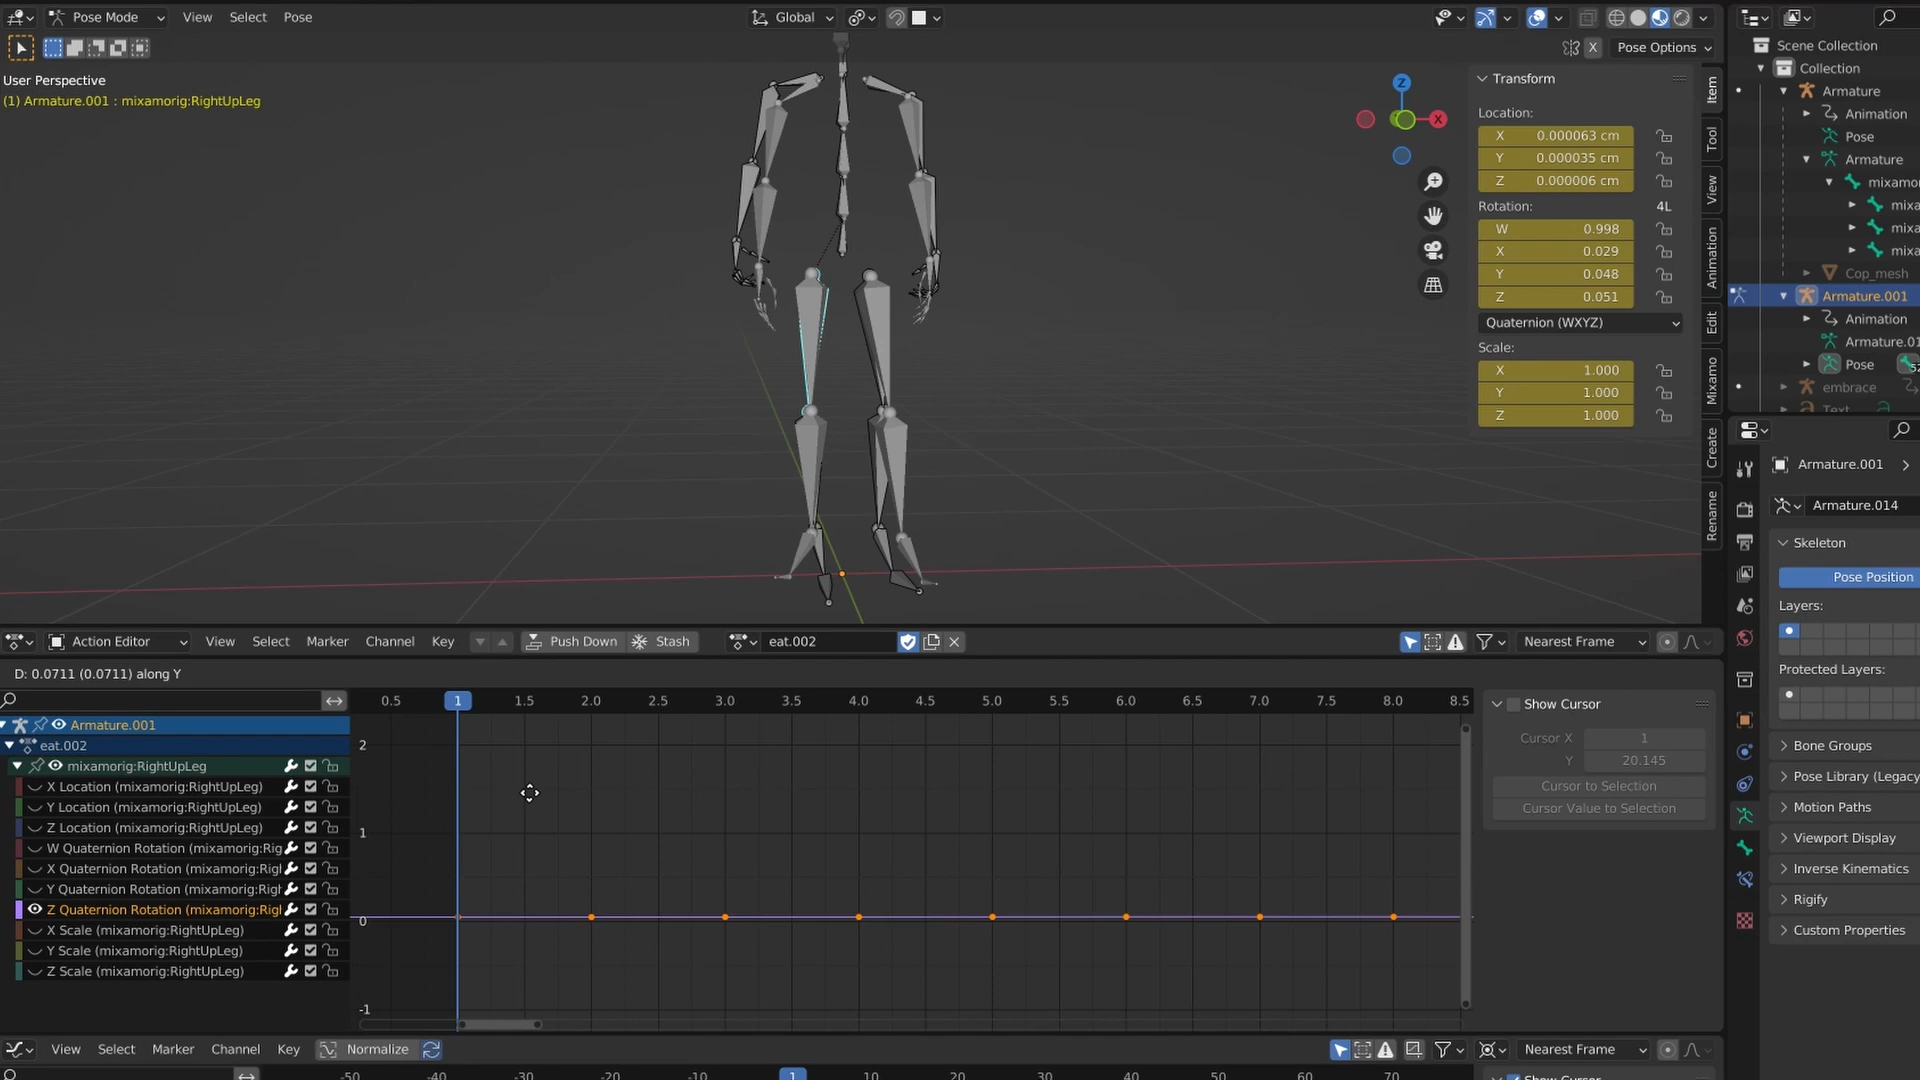 Pose Mode View Select Pose Global
X Pose Options
User Perspective
(1) Armature.001 : mixamorig:RightUpLeg
Z
X
Transform
Location:
X 0.000063 cm
Y 0.000035 cm
Z 0.000006 cm
Rotation: 4L
W 0.998
X 0.029
Y 0.048
Z 0.051
Quaternion (WXYZ)
Scale:
X 1.000
Y 1.000
Z 1.000
Item
Tool
View
Animation
Edit
Mixamo
Create
Rename
Scene Collection
Collection
Armature
Animation
Pose
Armature
mixamo
mixa
mixa
mixa
Cop_mesh
Armature.001
Animation
Armature.01
Pose
embrace
Text
Armature.001
Armature.014
Skeleton
Pose Position
Layers:
Protected Layers:
Bone Groups
Pose Library (Legacy
Motion Paths
Viewport Display
Inverse Kinematics
Rigify
Custom Properties
Action Editor View Select Marker Channel Key Push Down Stash eat.002 Nearest Frame
D: 0.0711 (0.0711) along Y
0.5 1 1.5 2.0 2.5 3.0 3.5 4.0 4.5 5.0 5.5 6.0 6.5 7.0 7.5 8.0 8.5
Armature.001
eat.002
mixamorig:RightUpLeg
X Location (mixamorig:RightUpLeg)
Y Location (mixamorig:RightUpLeg)
Z Location (mixamorig:RightUpLeg)
W Quaternion Rotation (mixamorig:Rig
X Quaternion Rotation (mixamorig:Rigl
Y Quaternion Rotation (mixamorig:Rigl
Z Quaternion Rotation (mixamorig:Rigl
X Scale (mixamorig:RightUpLeg)
Y Scale (mixamorig:RightUpLeg)
Z Scale (mixamorig:RightUpLeg)
2
1
0
-1
Show Cursor
Cursor X 1
Y 20.145
Cursor to Selection
Cursor Value to Selection
View Select Marker Channel Key Normalize Nearest Frame
-50 -40 -30 -20 -10 1 10 20 30 40 50 60 70